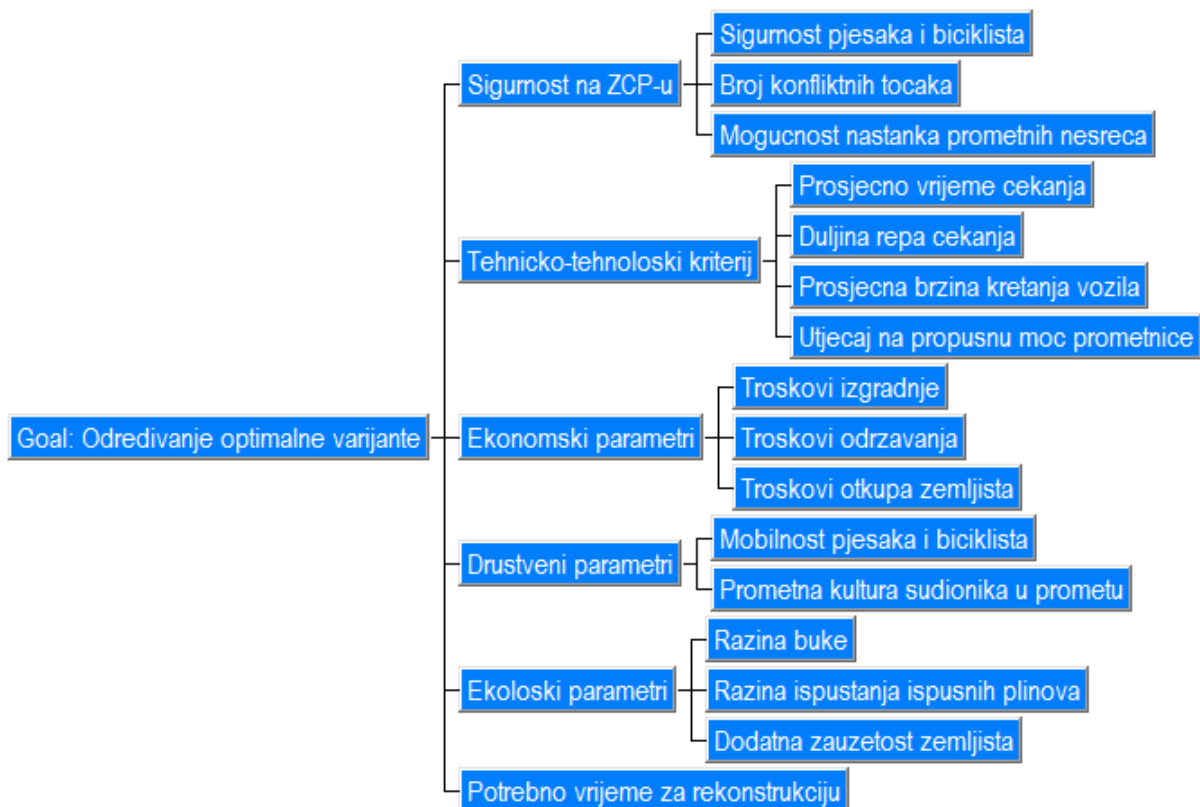 Goal: Odredivanje optimalne varijante
Sigurnost na ZCP-u
Sigurnost pjesaka i biciklista
Broj konfliktnih tocaka
Mogucnost nastanka prometnih nesreca
Tehnicko-tehnoloski kriterij
Prosjecno vrijeme cekanja
Duljina repa cekanja
Prosjecna brzina kretanja vozila
Utjecaj na propusnu moc prometnice
Ekonomski parametri
Troskovi izgradnje
Troskovi odrzavanja
Troskovi otkupa zemljista
Drustveni parametri
Mobilnost pjesaka i biciklista
Prometna kultura sudionika u prometu
Ekoloski parametri
Razina buke
Razina ispustanja ispusnih plinova
Dodatna zauzetost zemljista
Potrebno vrijeme za rekonstrukciju